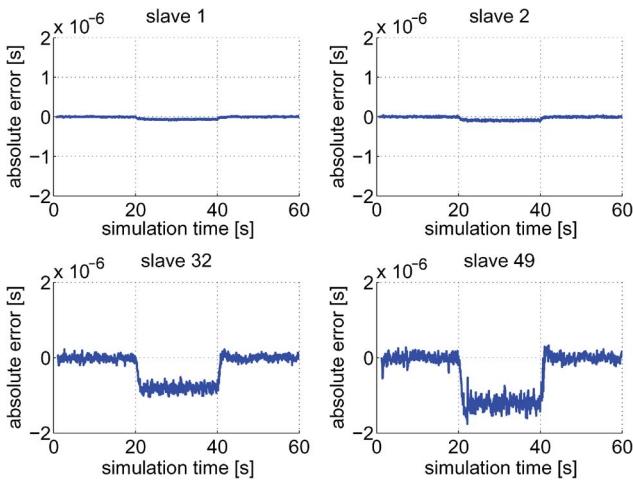 slave 1
x 10⁻⁶
absolute error [s]
2
1
0
−1
−2
0 20 40 60
simulation time [s]
slave 2
x 10⁻⁶
absolute error [s]
2
1
0
−1
−2
0 20 40 60
simulation time [s]
slave 32
x 10⁻⁶
absolute error [s]
2
0
−2
0 20 40 60
simulation time [s]
slave 49
x 10⁻⁶
absolute error [s]
2
0
−2
0 20 40 60
simulation time [s]